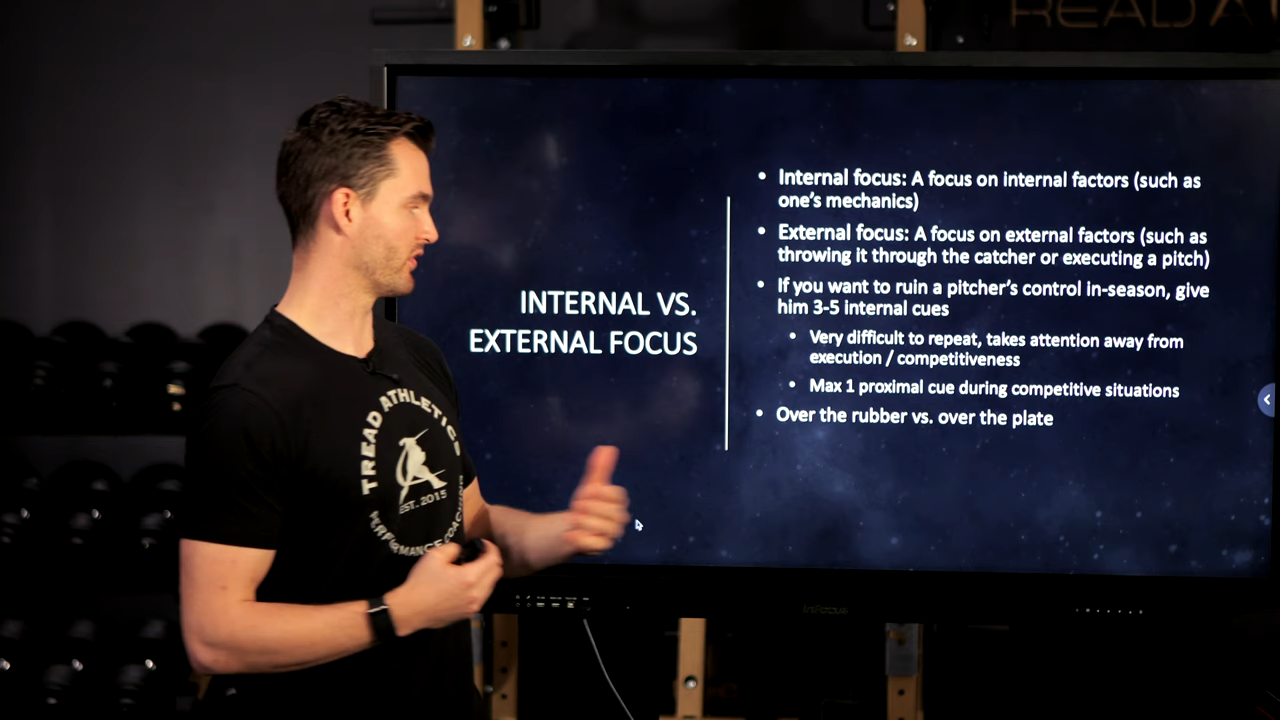 INTERNAL VS.
EXTERNAL FOCUS
• Internal focus: A focus on internal factors (such as
one's mechanics)
• External focus: A focus on external factors (such as
throwing it through the catcher or executing a pitch)
• If you want to ruin a pitcher's control in-season, give
him 3-5 internal cues
• Very difficult to repeat, takes attention away from
execution / competitiveness
• Max 1 proximal cue during competitive situations
• Over the rubber vs. over the plate
TREAD ATHLETICS
EST. 2015
PERFORMANCE COACHING
InFocus